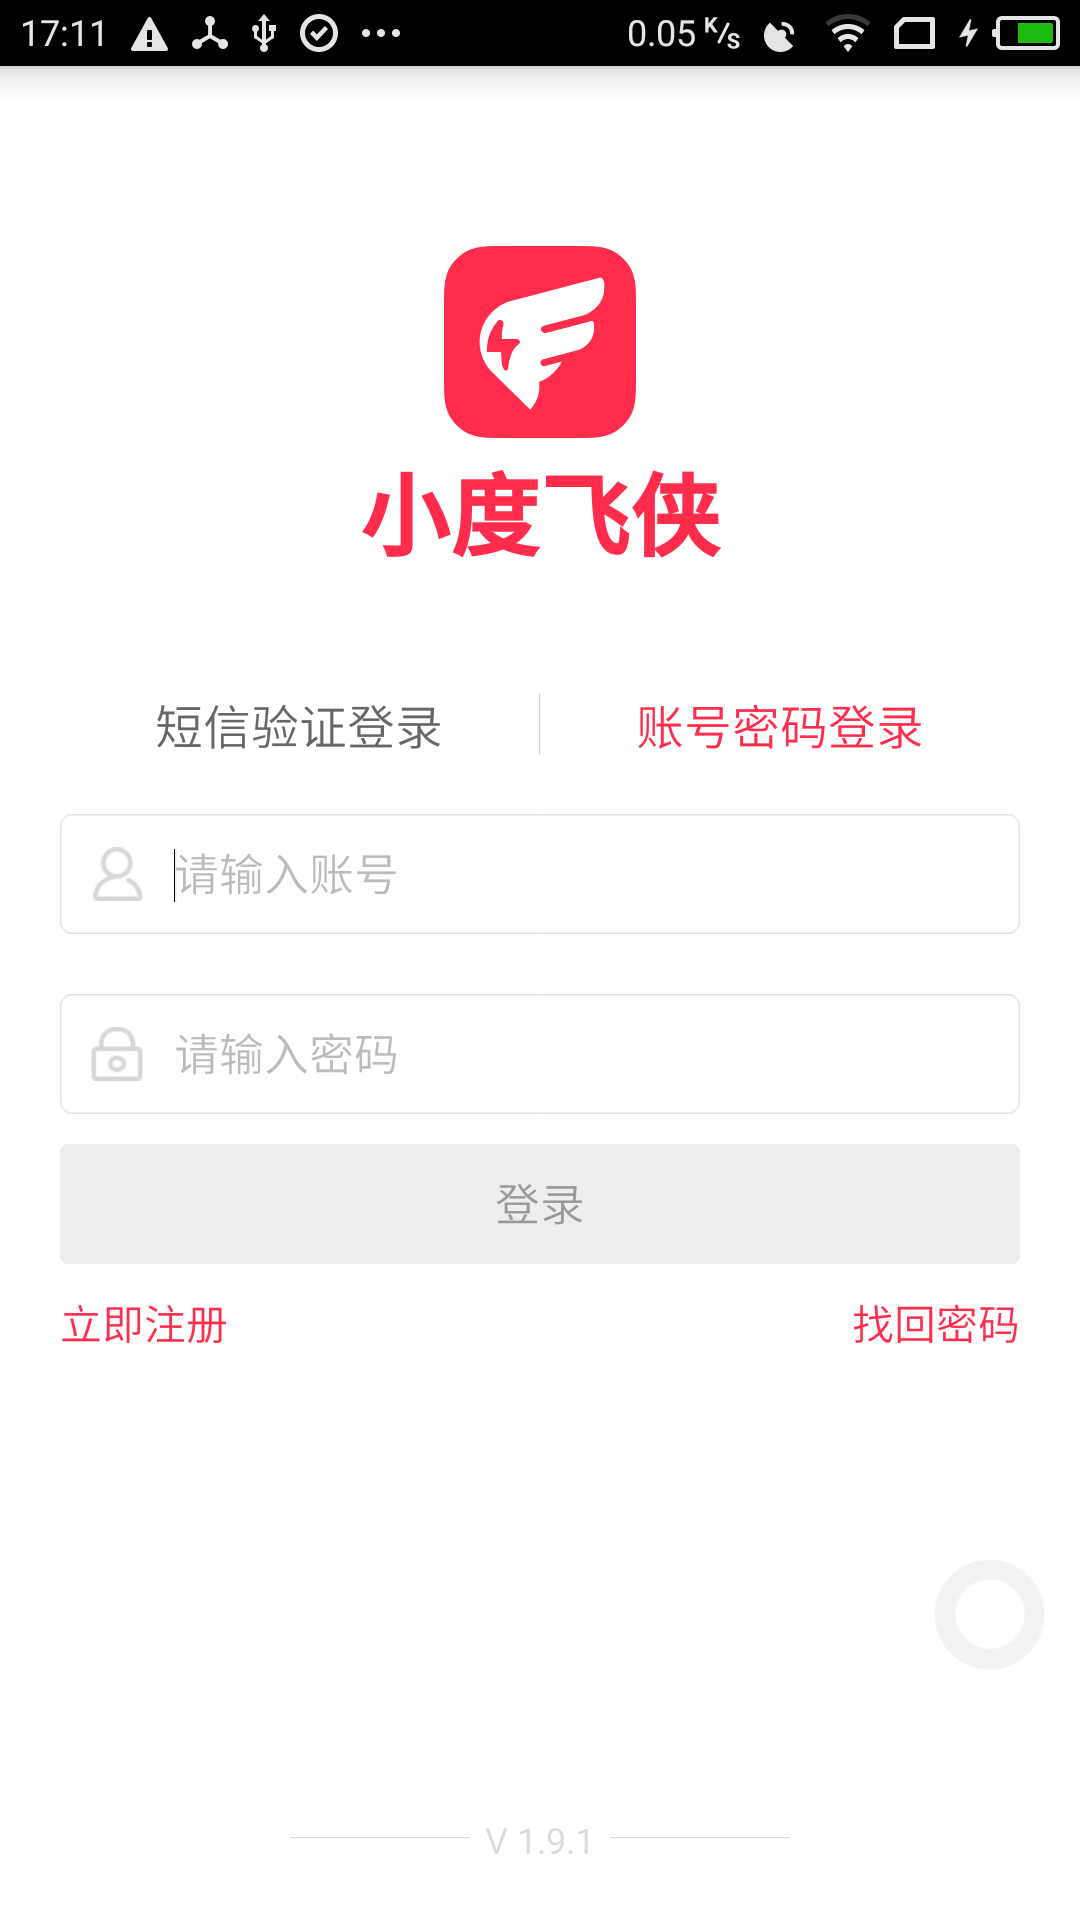 17:11 0.05 K/s
小度飞侠
短信验证登录 账号密码登录
请输入账号
请输入密码
登录
立即注册 找回密码
V 1.9.1